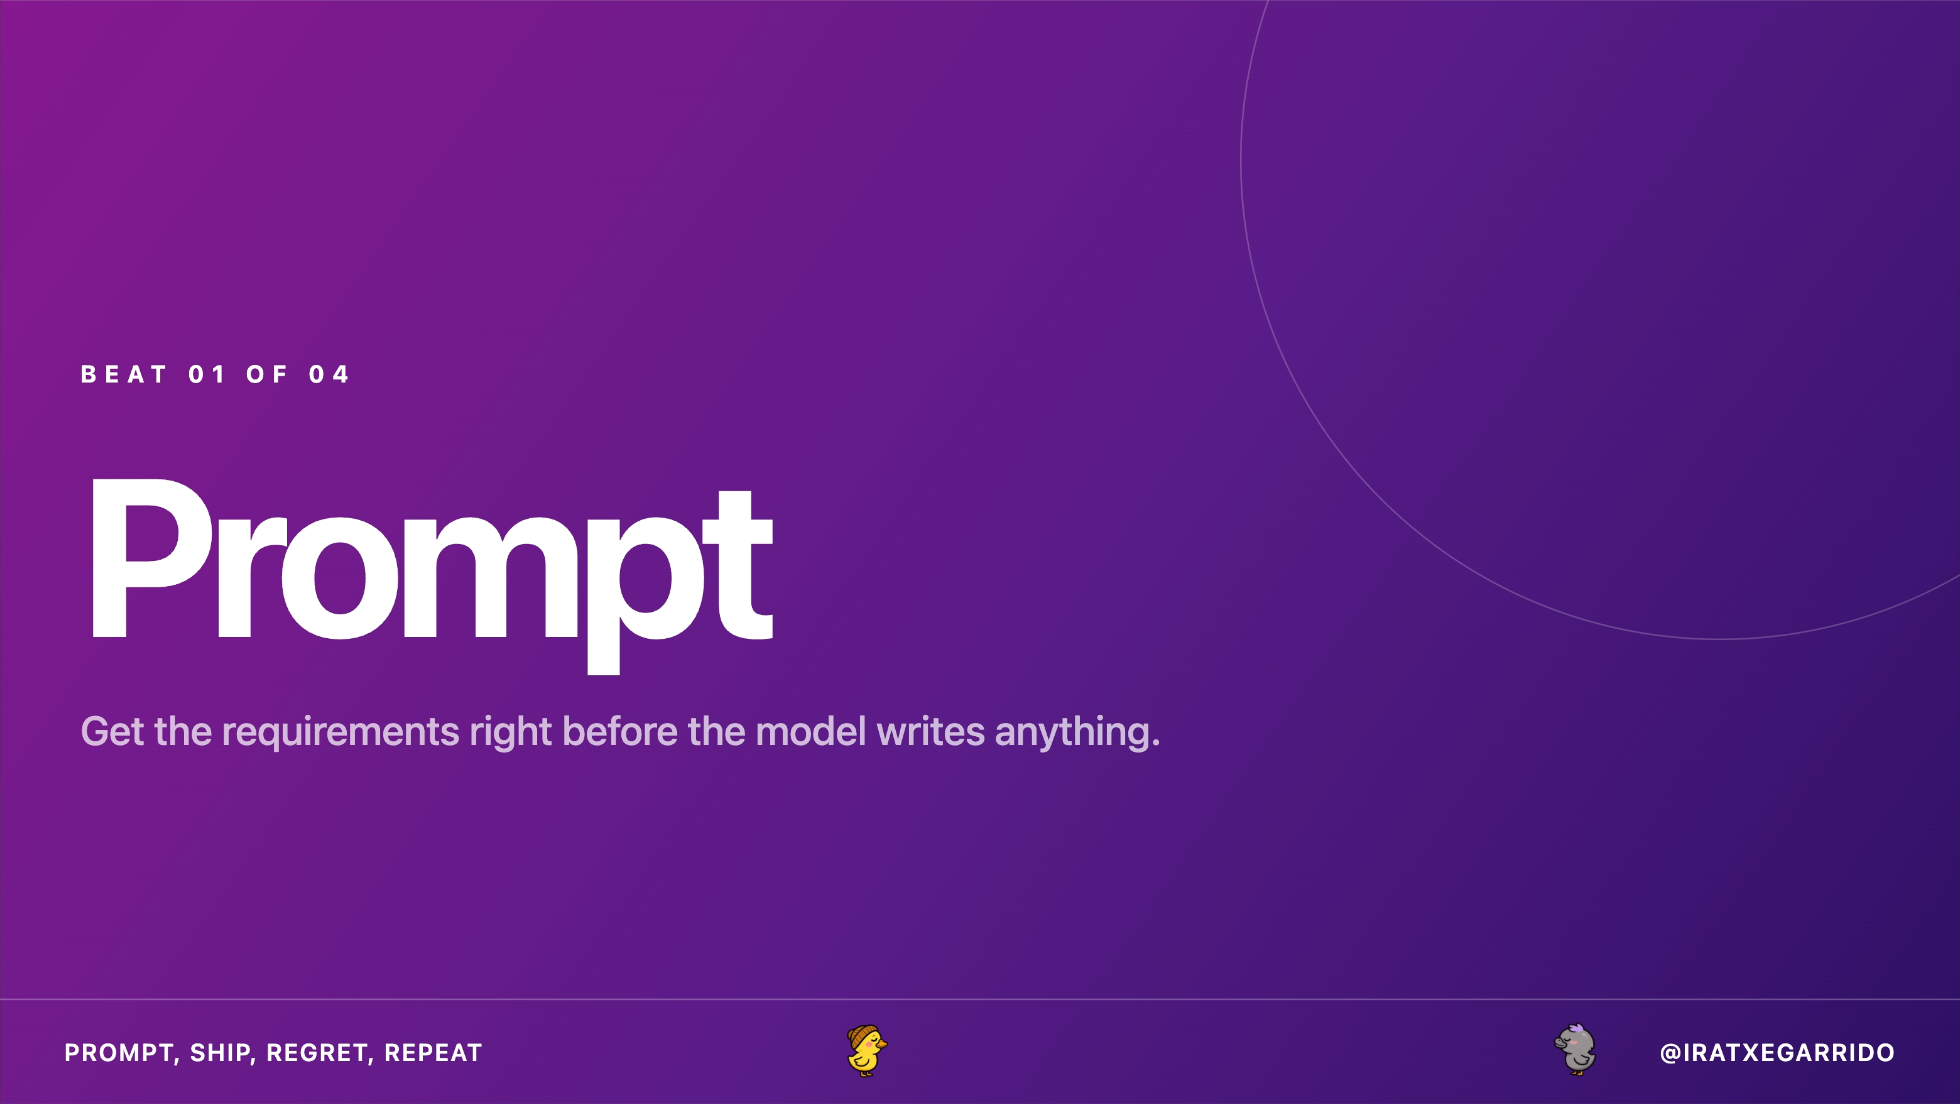 BEAT 01 OF 04
Prompt
Get the requirements right before the model writes anything.
PROMPT, SHIP, REGRET, REPEAT
@IRATXEGARRIDO